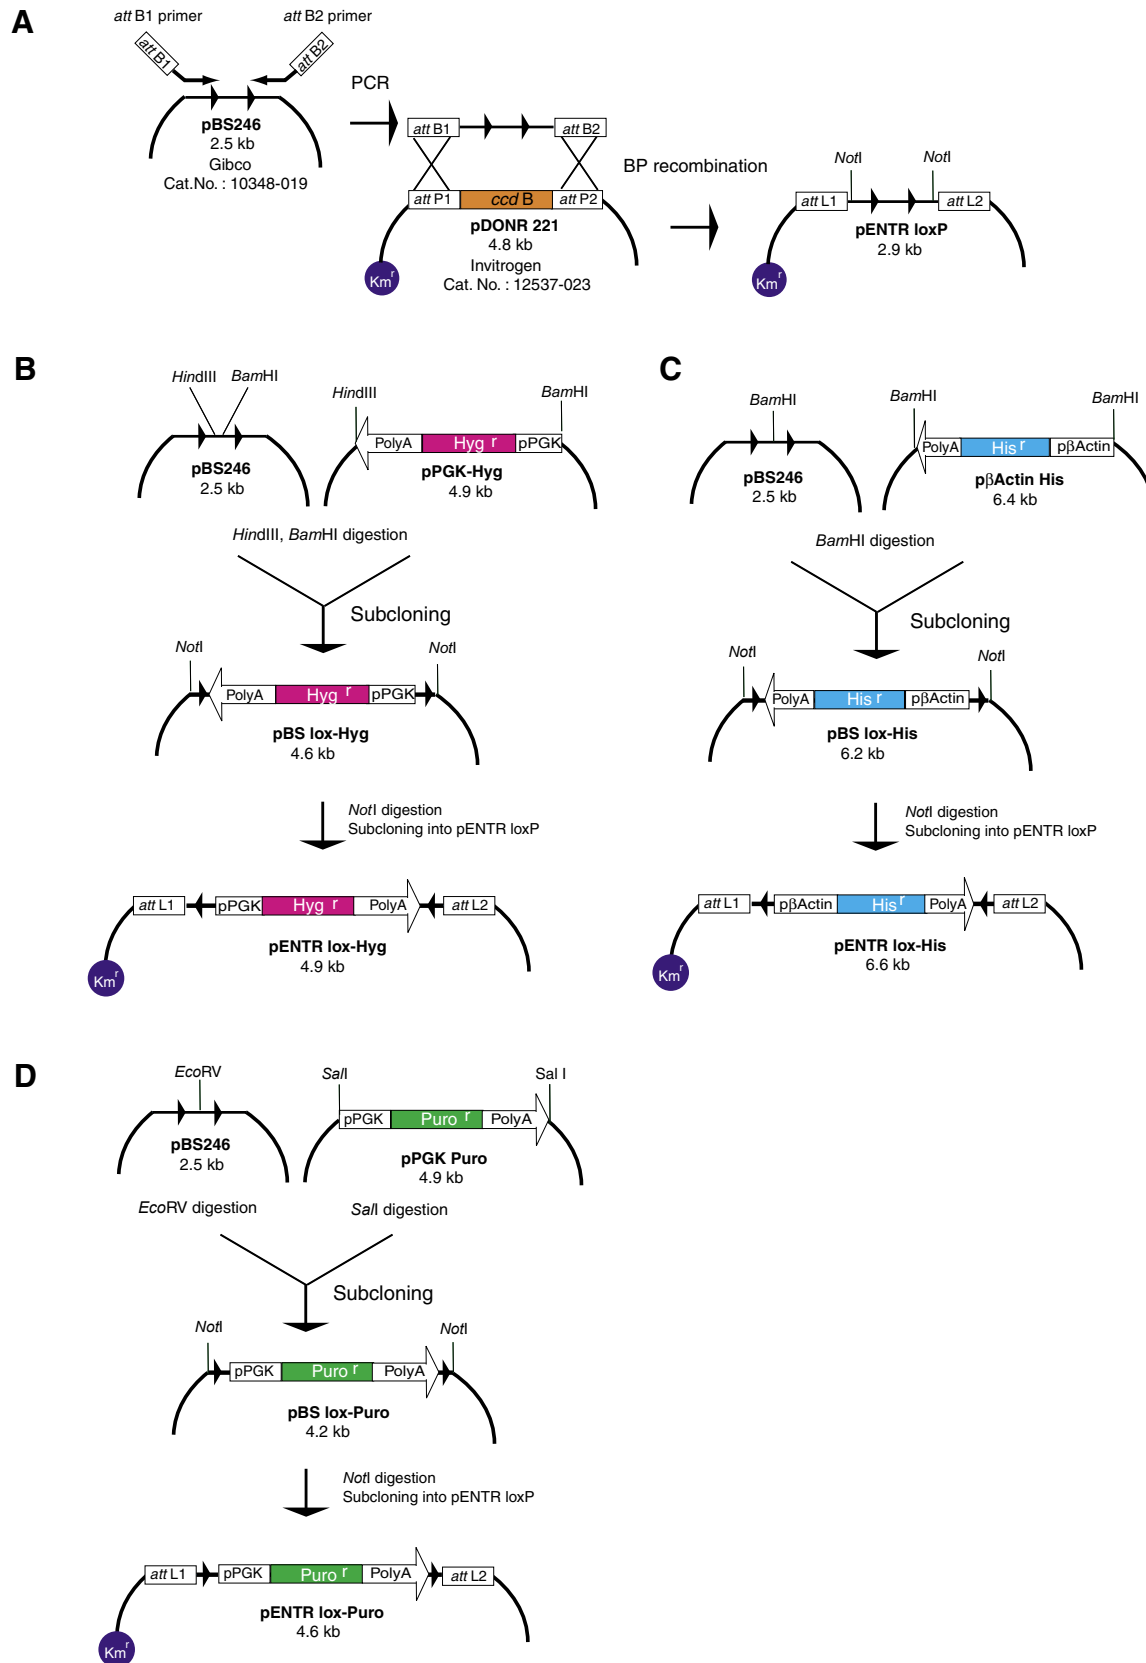 A
att B1 primer
att B2 primer
att B1
att B2
pBS246
2.5 kb
Gibco
Cat.No. : 10348-019
PCR
att B1
att B2
att P1
ccd B
att P2
pDONR 221
4.8 kb
Invitrogen
Cat. No. : 12537-023
Km r
BP recombination
NotI
NotI
att L1
att L2
pENTR loxP
2.9 kb
Km r
B
HindIII
BamHI
pBS246
2.5 kb
HindIII
BamHI
PolyA
Hyg r
pPGK
pPGK-Hyg
4.9 kb
HindIII, BamHI digestion
Subcloning
NotI
NotI
PolyA
Hyg r
pPGK
pBS lox-Hyg
4.6 kb
NotI digestion
Subcloning into pENTR loxP
att L1
pPGK
Hyg r
PolyA
att L2
pENTR lox-Hyg
4.9 kb
Km r
C
BamHI
pBS246
2.5 kb
BamHI
BamHI
PolyA
His r
pβActin
pβActin His
6.4 kb
BamHI digestion
Subcloning
NotI
NotI
PolyA
His r
pβActin
pBS lox-His
6.2 kb
NotI digestion
Subcloning into pENTR loxP
att L1
pβActin
His r
PolyA
att L2
pENTR lox-His
6.6 kb
Km r
D
EcoRV
pBS246
2.5 kb
SalI
Sal I
pPGK
Puro r
PolyA
pPGK Puro
4.9 kb
EcoRV digestion
SalI digestion
Subcloning
NotI
NotI
pPGK
Puro r
PolyA
pBS lox-Puro
4.2 kb
NotI digestion
Subcloning into pENTR loxP
att L1
pPGK
Puro r
PolyA
att L2
pENTR lox-Puro
4.6 kb
Km r